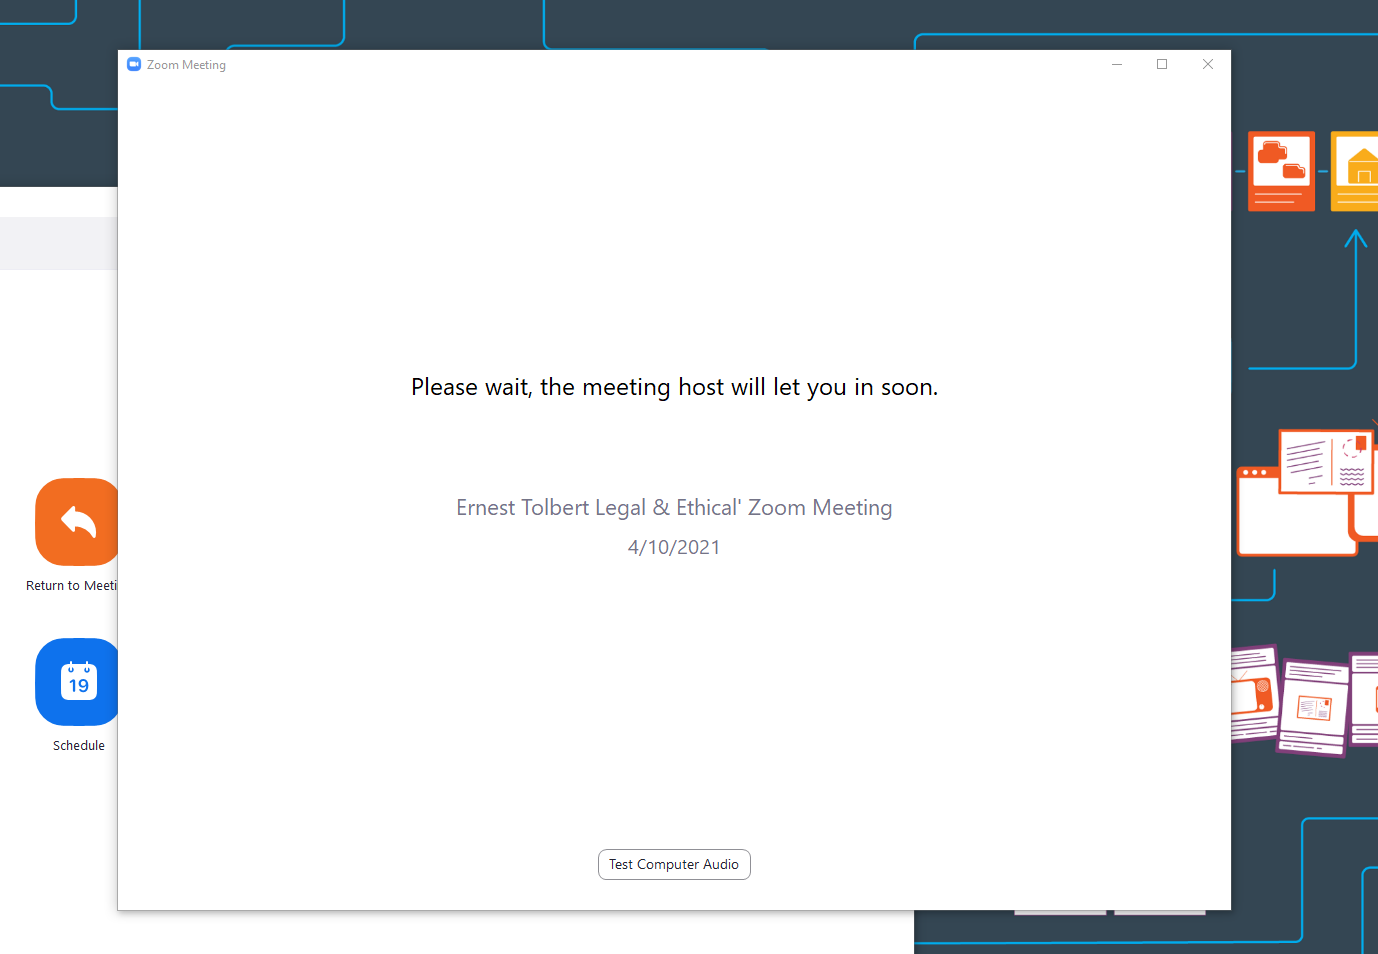 Zoom Meeting
Please wait, the meeting host will let you in soon.
Ernest Tolbert Legal & Ethical' Zoom Meeting
4/10/2021
Return to Meeti
19
Schedule
Test Computer Audio